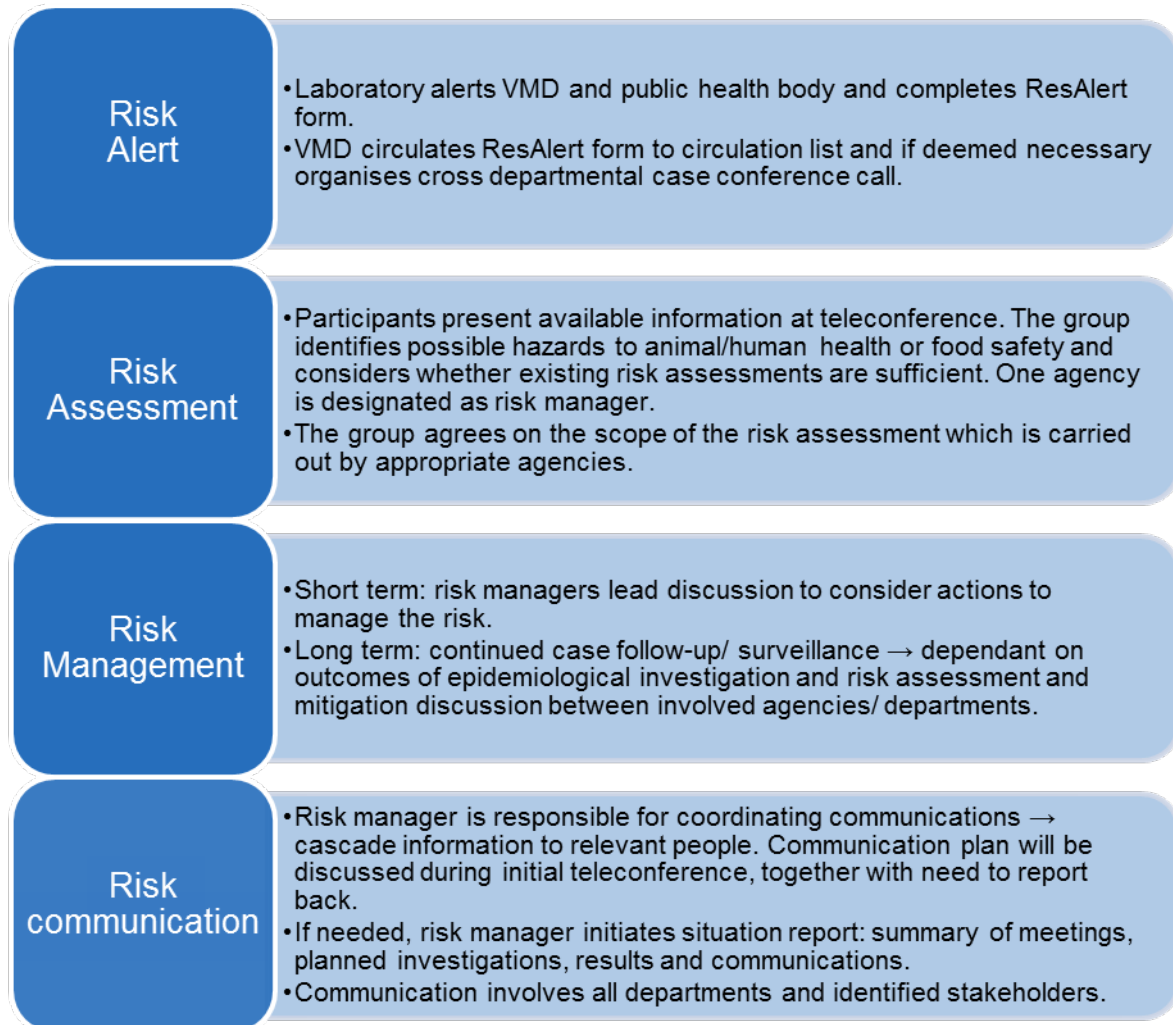 Risk
Alert
•Laboratory alerts VMD and public health body and completes ResAlert
form.
•VMD circulates ResAlert form to circulation list and if deemed necessary
organises cross departmental case conference call.
Risk
Assessment
•Participants present available information at teleconference. The group
identifies possible hazards to animal/human health or food safety and
considers whether existing risk assessments are sufficient. One agency
is designated as risk manager.
•The group agrees on the scope of the risk assessment which is carried
out by appropriate agencies.
Risk
Management
•Short term: risk managers lead discussion to consider actions to
manage the risk.
•Long term: continued case follow-up/ surveillance → dependant on
outcomes of epidemiological investigation and risk assessment and
mitigation discussion between involved agencies/ departments.
Risk
communication
•Risk manager is responsible for coordinating communications →
cascade information to relevant people. Communication plan will be
discussed during initial teleconference, together with need to report
back.
•If needed, risk manager initiates situation report: summary of meetings,
planned investigations, results and communications.
•Communication involves all departments and identified stakeholders.